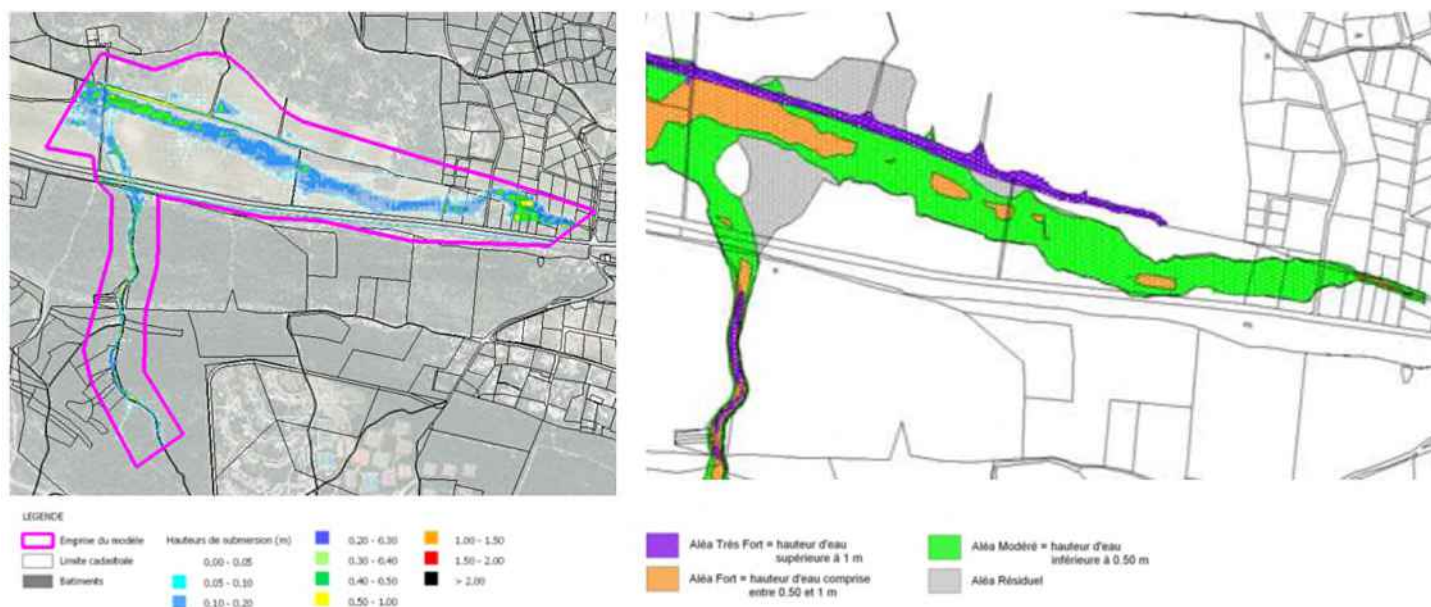 LEGENDE
Emprise du modèle
Limite cadastrale
Batiments
Hauteurs de submersion (m)
0,00 - 0.05
0.05 - 0.10
0.10 - 0.20
0.20 - 0.30
0.30 - 0.40
0.40 - 0.50
0.50 - 1.00
1.00 - 1.50
1.50 - 2.00
> 2.00
Aléa Trés Fort = hauteur d'eau
supérieure à 1 m
Aléa Fort = hauteur d'eau comprise
entre 0.50 et 1 m
Aléa Modéré = hauteur d'eau
inférieure à 0.50 m
Aléa Résiduel